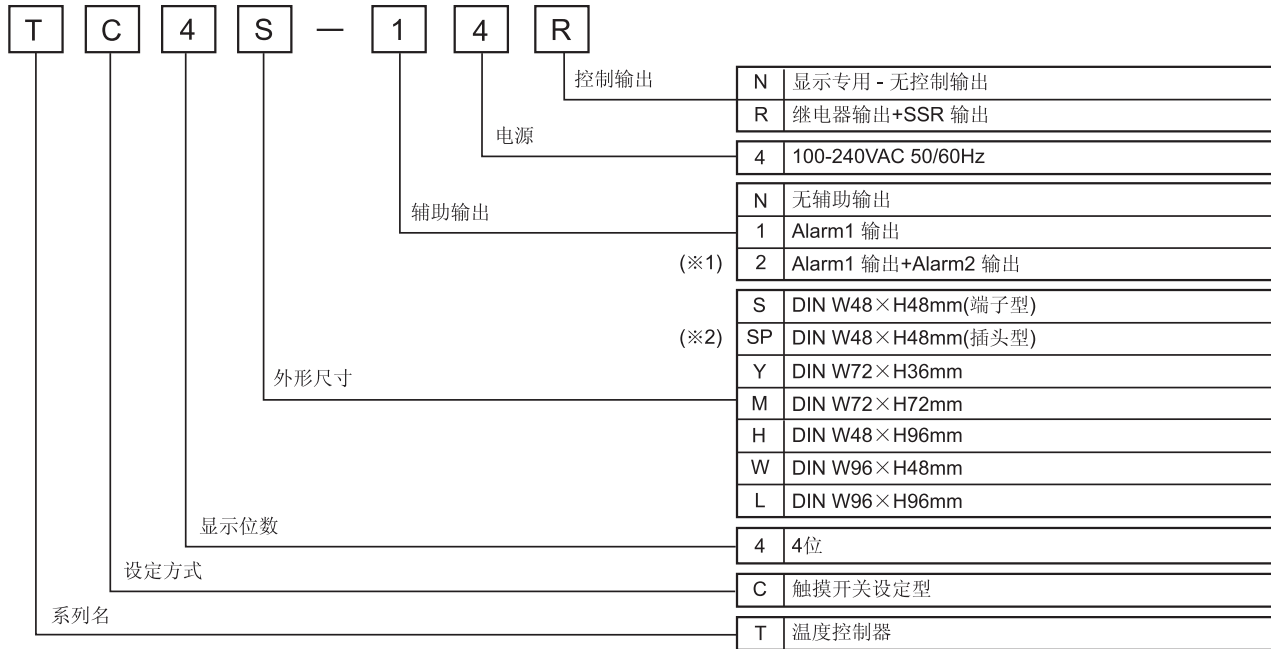 T C 4 S — 1 4 R
控制输出
N 显示专用 - 无控制输出
R 继电器输出+SSR 输出
电源
4 100-240VAC 50/60Hz
辅助输出
N 无辅助输出
1 Alarm1 输出
(※1) 2 Alarm1 输出+Alarm2 输出
外形尺寸
S DIN W48×H48mm(端子型)
(※2) SP DIN W48×H48mm(插头型)
Y DIN W72×H36mm
M DIN W72×H72mm
H DIN W48×H96mm
W DIN W96×H48mm
L DIN W96×H96mm
显示位数
4 4位
设定方式
C 触摸开关设定型
系列名
T 温度控制器